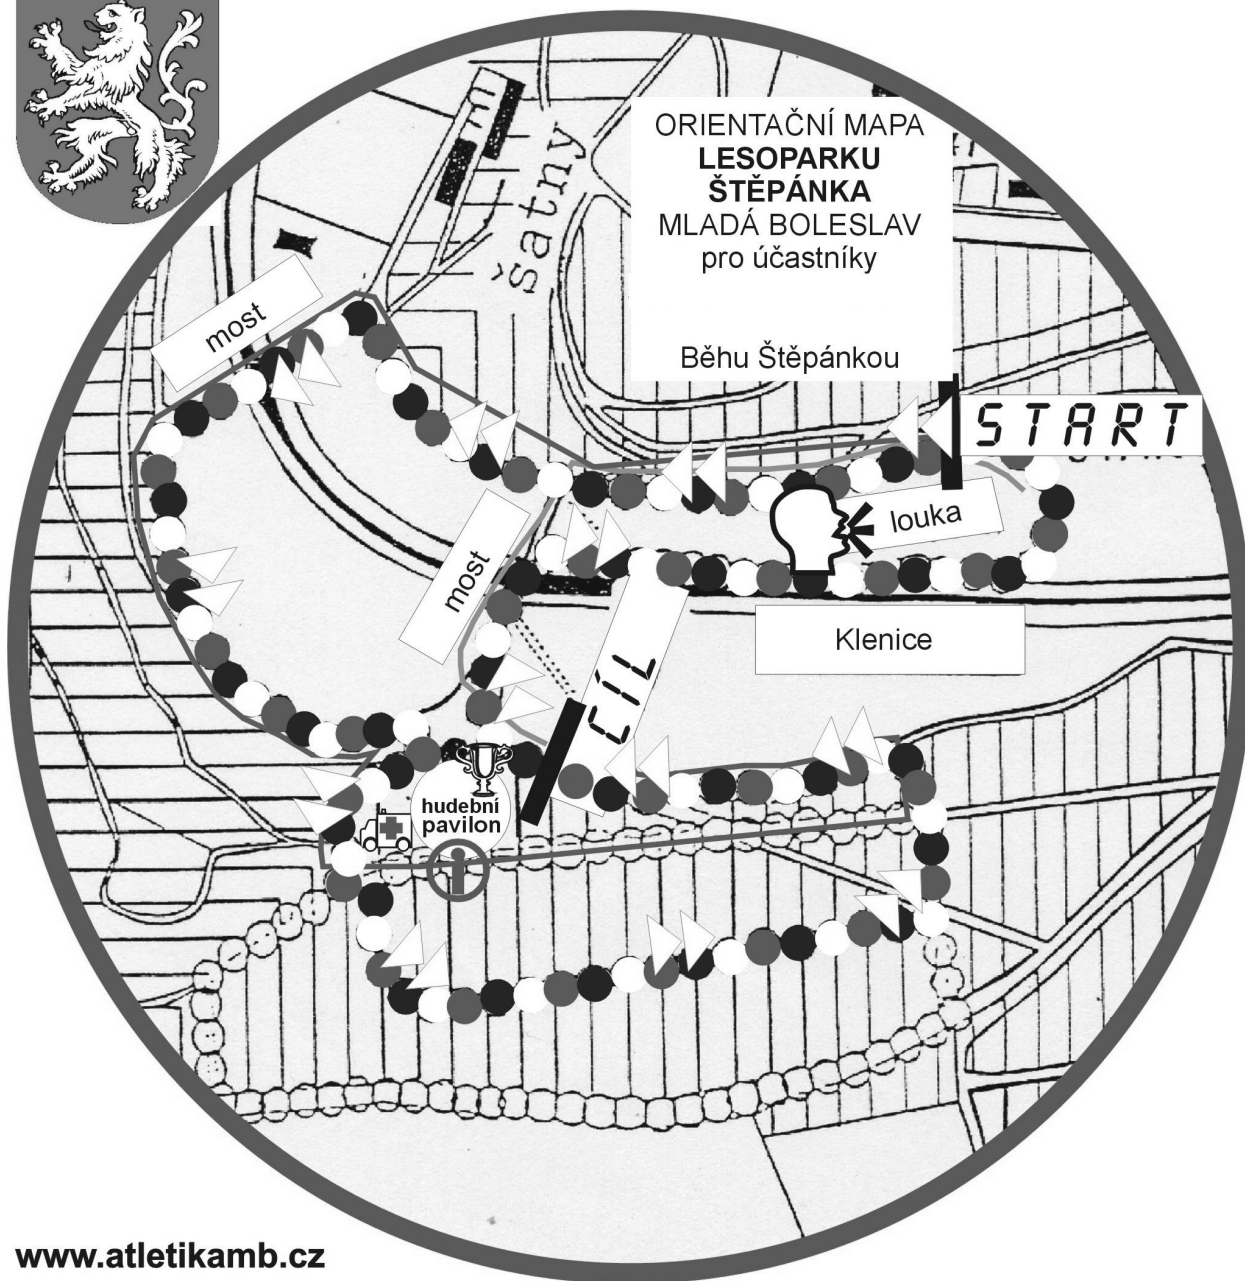 ORIENTAČNÍ MAPA
LESOPARKU
ŠTĚPÁNKA
MLADÁ BOLESLAV
pro účastníky
Běhu Štěpánkou
šatny
most
START
louka
most
Klenice
CÍL
hudební
pavilon
www.atletikamb.cz